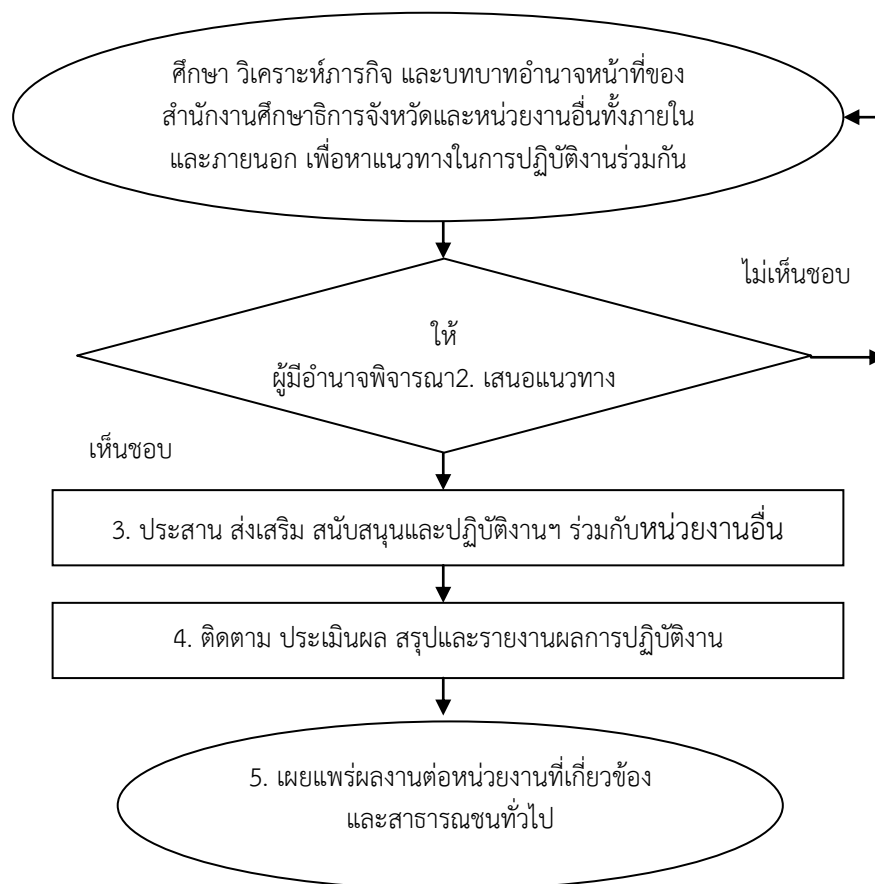 ศึกษา วิเคราะห์ภารกิจ และบทบาทอำนาจหน้าที่ของ
สำนักงานศึกษาธิการจังหวัดและหน่วยงานอื่นทั้งภายใน
และภายนอก เพื่อหาแนวทางในการปฏิบัติงานร่วมกัน
ไม่เห็นชอบ
ให้
ผู้มีอำนาจพิจารณา2. เสนอแนวทาง
เห็นชอบ
3. ประสาน ส่งเสริม สนับสนุนและปฏิบัติงานฯ ร่วมกับหน่วยงานอื่น
4. ติดตาม ประเมินผล สรุปและรายงานผลการปฏิบัติงาน
5. เผยแพร่ผลงานต่อหน่วยงานที่เกี่ยวข้อง
และสาธารณชนทั่วไป